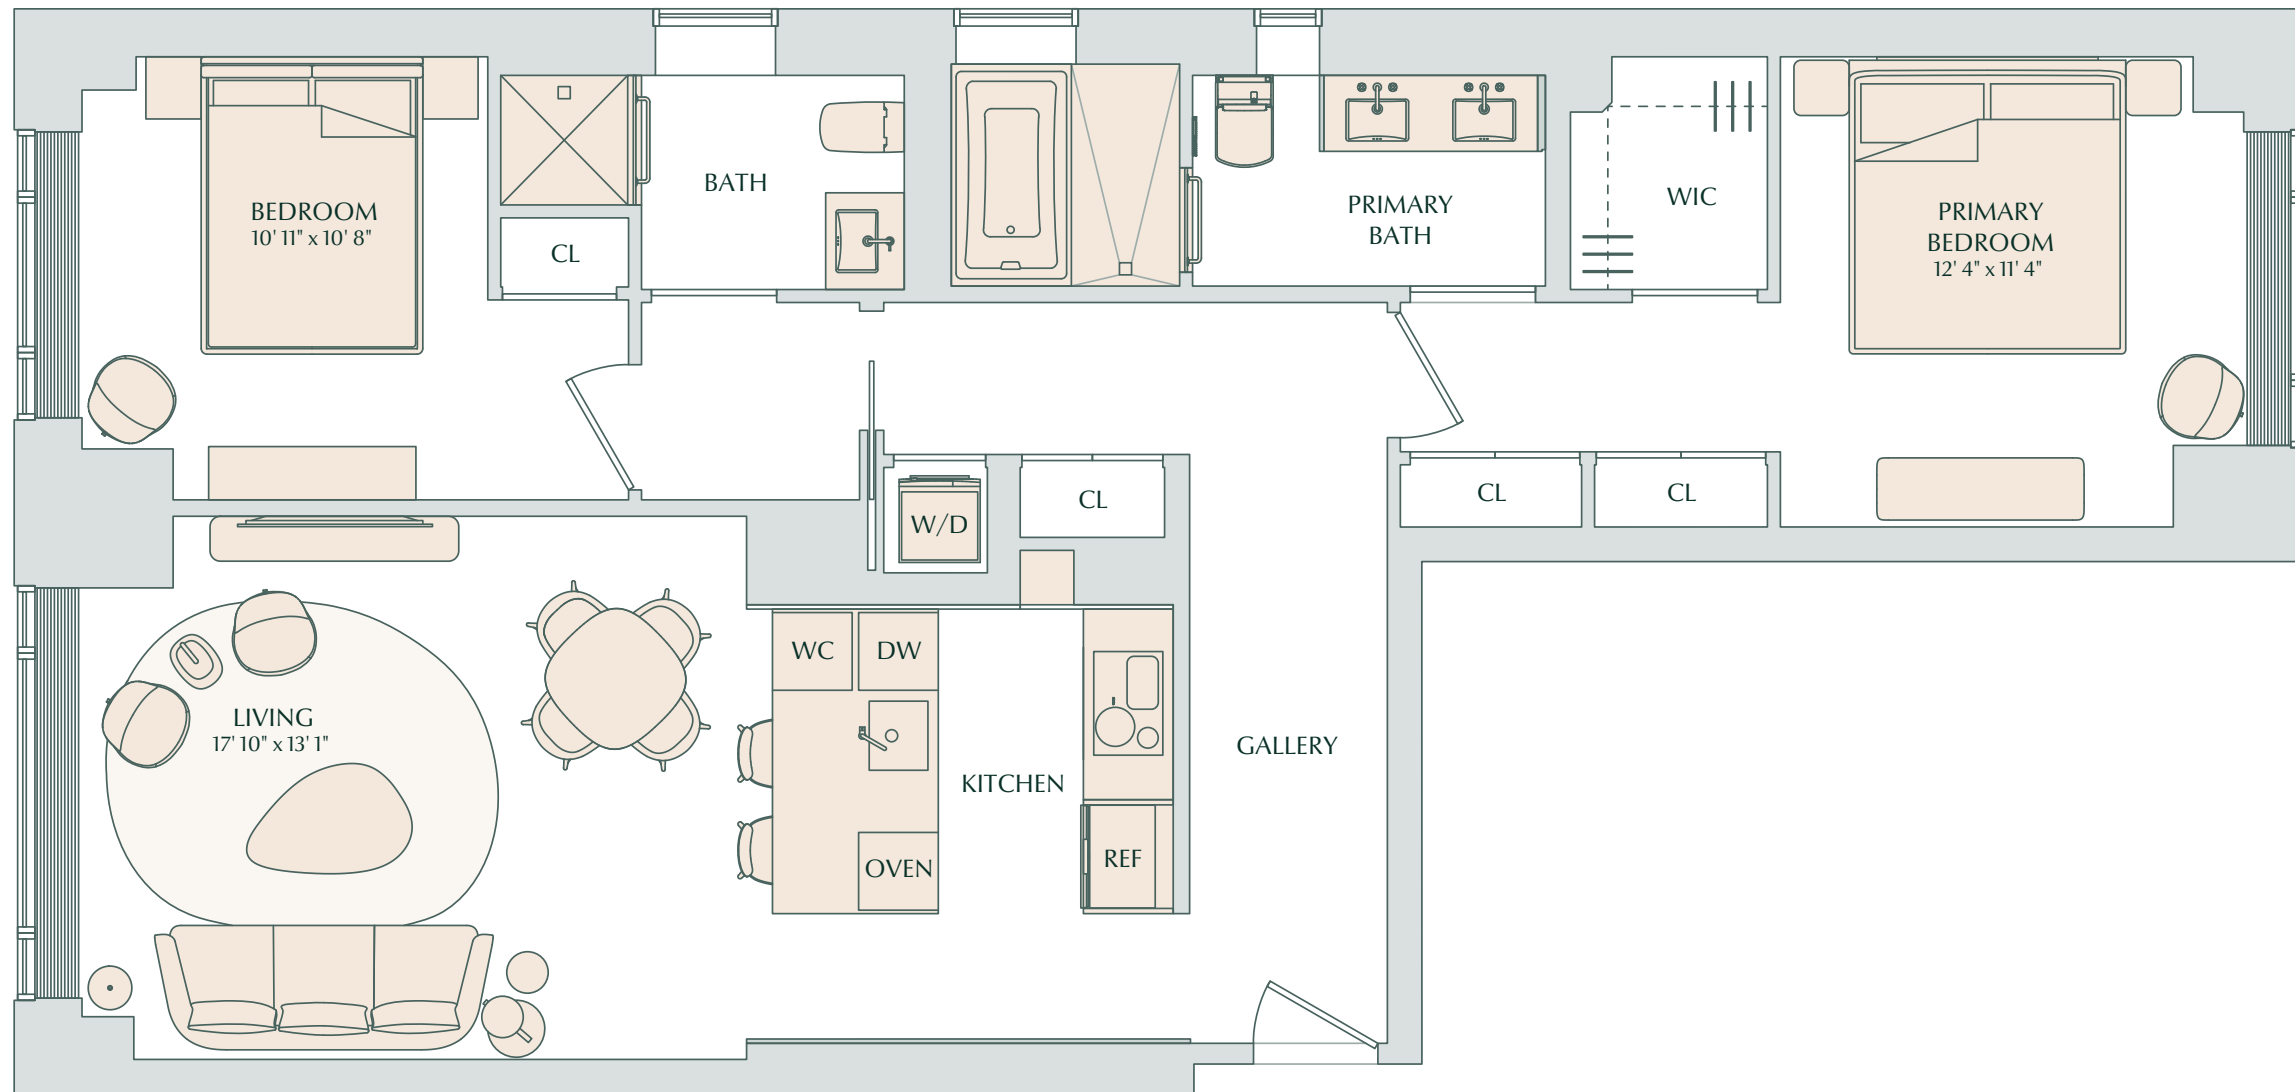 BEDROOM
10' 11" x 10' 8"
CL
BATH
PRIMARY
BATH
WIC
PRIMARY
BEDROOM
12' 4" x 11' 4"
W/D
CL
CL
CL
LIVING
17' 10" x 13' 1"
WC
DW
OVEN
KITCHEN
REF
GALLERY